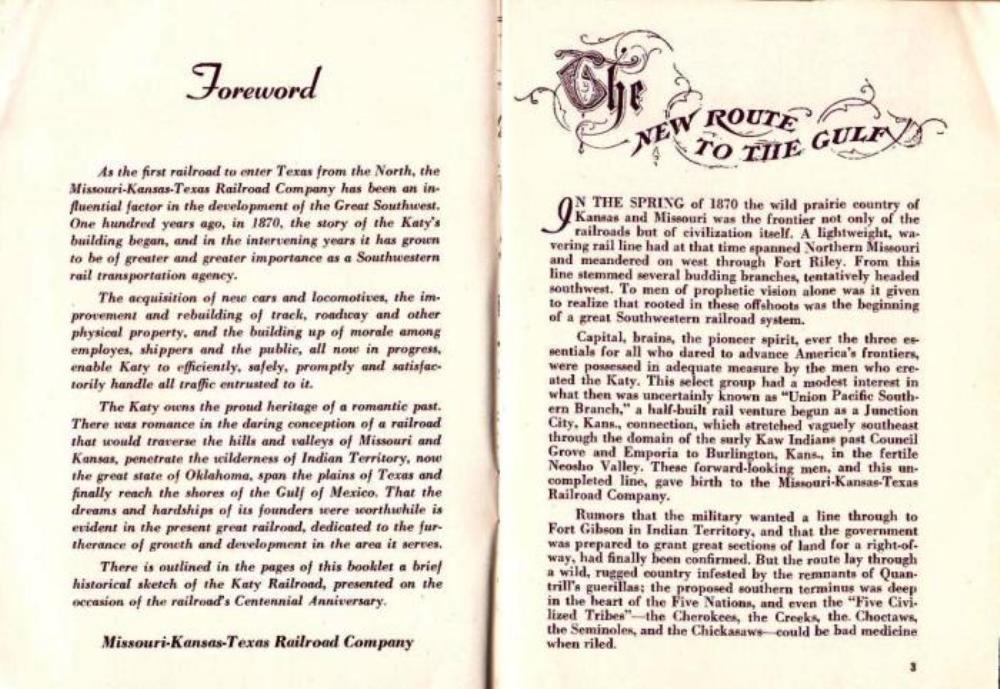 Foreword
As the first railroad to enter Texas from the North, the
Missouri-Kansas-Texas Railroad Company has been an in-
fluential factor in the development of the Great Southwest.
One hundred years ago, in 1870, the story of the Katy's
building began, and in the intervening years it has grown
to be of greater and greater importance as a Southwestern
rail transportation agency.
The acquisition of new cars and locomotives, the im-
provement and rebuilding of track, roadway and other
physical property, and the building up of morale among
employes, shippers and the public, all now in progress,
enable Katy to efficiently, safely, promptly and satisfac-
torily handle all traffic entrusted to it.
The Katy owns the proud heritage of a romantic past.
There was romance in the daring conception of a railroad
that would traverse the hills and valleys of Missouri and
Kansas, penetrate the wilderness of Indian Territory, now
the great state of Oklahoma, span the plains of Texas and
finally reach the shores of the Gulf of Mexico. That the
dreams and hardships of its founders were worthwhile is
evident in the present great railroad, dedicated to the fur-
therance of growth and development in the area it serves.
There is outlined in the pages of this booklet a brief
historical sketch of the Katy Railroad, presented on the
occasion of the railroad's Centennial Anniversary.
Missouri-Kansas-Texas Railroad Company
The
NEW ROUTE
TO THE GULF
IN THE SPRING of 1870 the wild prairie country of
Kansas and Missouri was the frontier not only of the
railroads but of civilization itself. A lightweight, wa-
vering rail line had at that time spanned Northern Missouri
and meandered on west through Fort Riley. From this
line stemmed several budding branches, tentatively headed
southwest. To men of prophetic vision alone was it given
to realize that rooted in these offshoots was the beginning
of a great Southwestern railroad system.
Capital, brains, the pioneer spirit, ever the three es-
sentials for all who dared to advance America's frontiers,
were possessed in adequate measure by the men who cre-
ated the Katy. This select group had a modest interest in
what then was uncertainly known as "Union Pacific South-
ern Branch," a half-built rail venture begun as a Junction
City, Kans., connection, which stretched vaguely southeast
through the domain of the surly Kaw Indians past Council
Grove and Emporia to Burlington, Kans., in the fertile
Neosho Valley. These forward-looking men, and this un-
completed line, gave birth to the Missouri-Kansas-Texas
Railroad Company.
Rumors that the military wanted a line through to
Fort Gibson in Indian Territory, and that the government
was prepared to grant great sections of land for a right-of-
way, had finally been confirmed. But the route lay through
a wild, rugged country infested by the remnants of Quan-
trill's guerillas; the proposed southern terminus was deep
in the heart of the Five Nations, and even the "Five Civi-
lized Tribes"—the Cherokees, the Creeks, the Choctaws,
the Seminoles, and the Chickasaws—could be bad medicine
when riled.
3